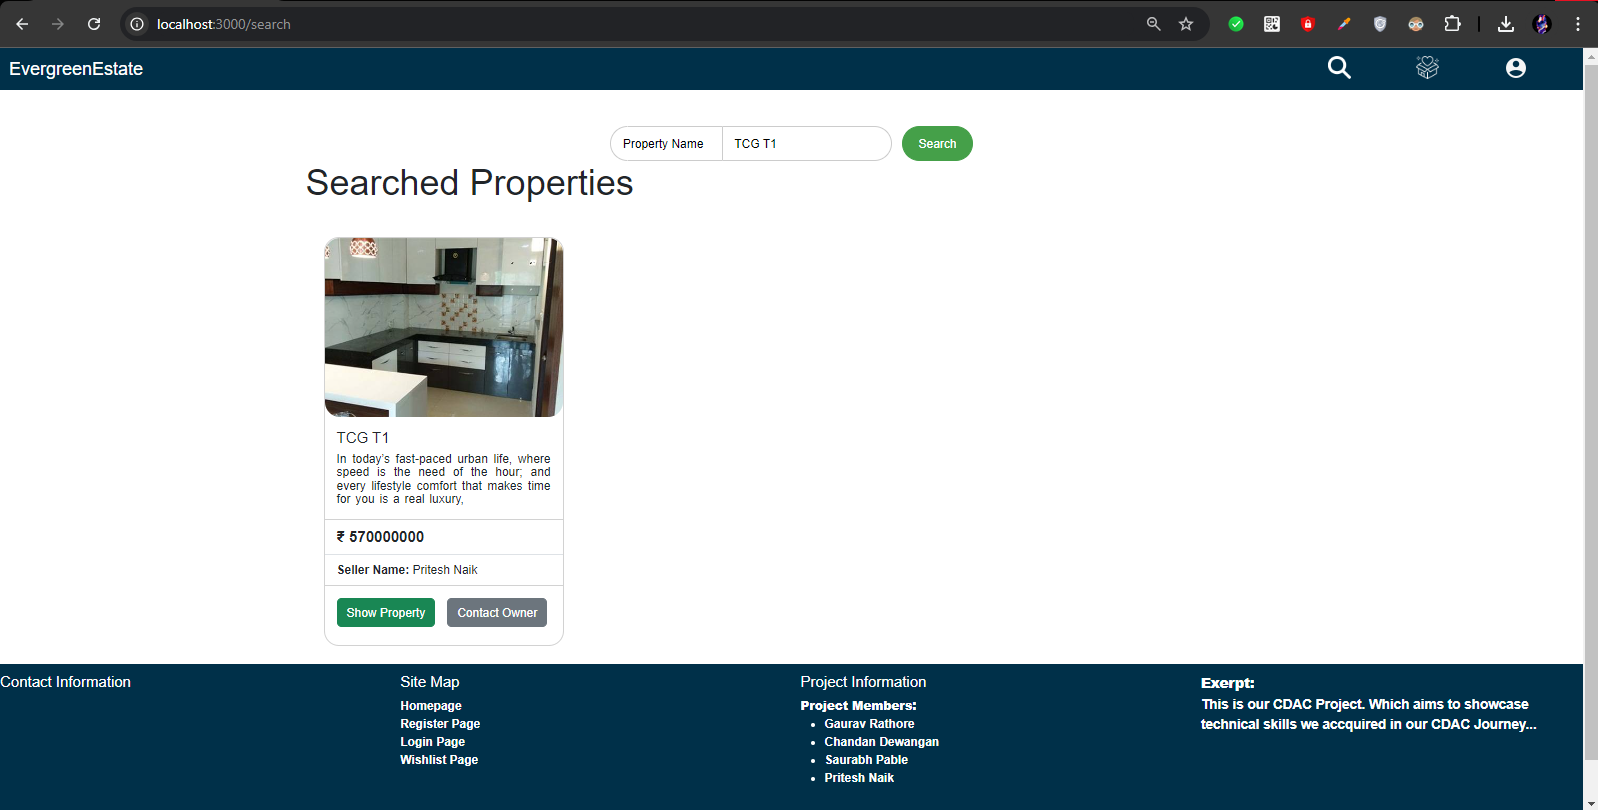 localhost:3000/search
EvergreenEstate
Property Name
TCG T1
Search
Searched Properties
TCG T1
In today's fast-paced urban life, where
speed is the need of the hour; and
every lifestyle comfort that makes time
for you is a real luxury,
₹ 570000000
Seller Name: Pritesh Naik
Show Property
Contact Owner
Contact Information
Site Map
Homepage
Register Page
Login Page
Wishlist Page
Project Information
Project Members:
Gaurav Rathore
Chandan Dewangan
Saurabh Pable
Pritesh Naik
Exerpt:
This is our CDAC Project. Which aims to showcase
technical skills we accquired in our CDAC Journey...